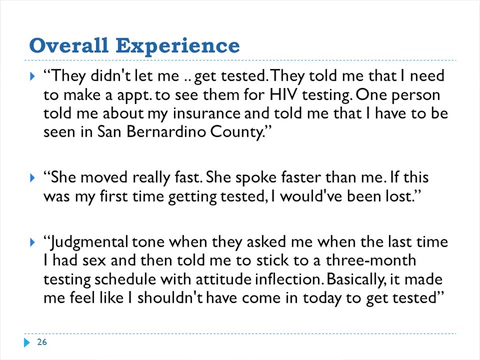 Overall Experience
“They didn't let me .. get tested. They told me that I need
to make a appt. to see them for HIV testing. One person
told me about my insurance and told me that I have to be
seen in San Bernardino County.”
“She moved really fast. She spoke faster than me. If this
was my first time getting tested, I would've been lost.”
“Judgmental tone when they asked me when the last time
I had sex and then told me to stick to a three-month
testing schedule with attitude inflection. Basically, it made
me feel like I shouldn't have come in today to get tested”
26